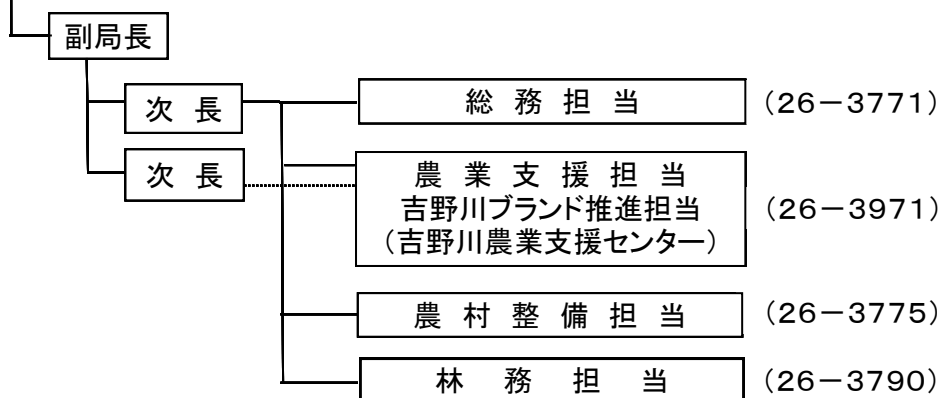 副局長
次 長 総 務 担 当 （26－3771）
次 長 農 業 支 援 担 当
吉野川ブランド推進担当 （26－3971）
（吉野川農業支援センター）
農 村 整 備 担 当 （26－3775）
林 務 担 当 （26－3790）